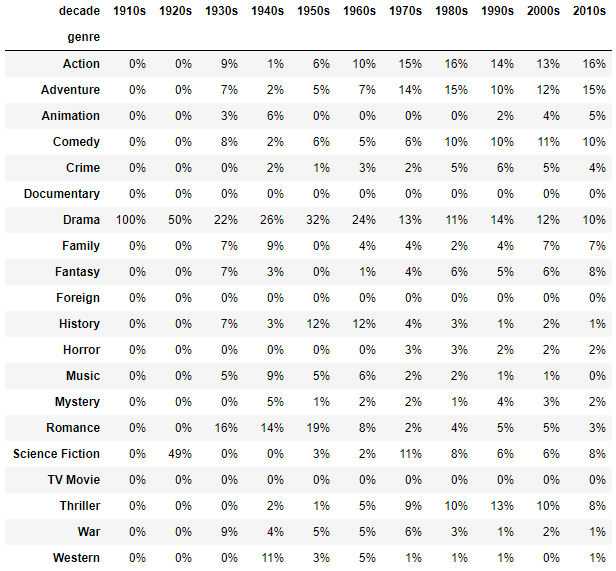 decade 1910s 1920s 1930s 1940s 1950s 1960s 1970s 1980s 1990s 2000s 2010s
genre
Action 0% 0% 9% 1% 6% 10% 15% 16% 14% 13% 16%
Adventure 0% 0% 7% 2% 5% 7% 14% 15% 10% 12% 15%
Animation 0% 0% 3% 6% 0% 0% 0% 0% 2% 4% 5%
Comedy 0% 0% 8% 2% 6% 5% 6% 10% 10% 11% 10%
Crime 0% 0% 0% 2% 1% 3% 2% 5% 6% 5% 4%
Documentary 0% 0% 0% 0% 0% 0% 0% 0% 0% 0% 0%
Drama 100% 50% 22% 26% 32% 24% 13% 11% 14% 12% 10%
Family 0% 0% 7% 9% 0% 4% 4% 2% 4% 7% 7%
Fantasy 0% 0% 7% 3% 0% 1% 4% 6% 5% 6% 8%
Foreign 0% 0% 0% 0% 0% 0% 0% 0% 0% 0% 0%
History 0% 0% 7% 3% 12% 12% 4% 3% 1% 2% 1%
Horror 0% 0% 0% 0% 0% 0% 3% 3% 2% 2% 2%
Music 0% 0% 5% 9% 5% 6% 2% 2% 1% 1% 0%
Mystery 0% 0% 0% 5% 1% 2% 2% 1% 4% 3% 2%
Romance 0% 0% 16% 14% 19% 8% 2% 4% 5% 5% 3%
Science Fiction 0% 49% 0% 0% 3% 2% 11% 8% 6% 6% 8%
TV Movie 0% 0% 0% 0% 0% 0% 0% 0% 0% 0% 0%
Thriller 0% 0% 0% 2% 1% 5% 9% 10% 13% 10% 8%
War 0% 0% 9% 4% 5% 5% 6% 3% 1% 2% 1%
Western 0% 0% 0% 11% 3% 5% 1% 1% 1% 0% 1%